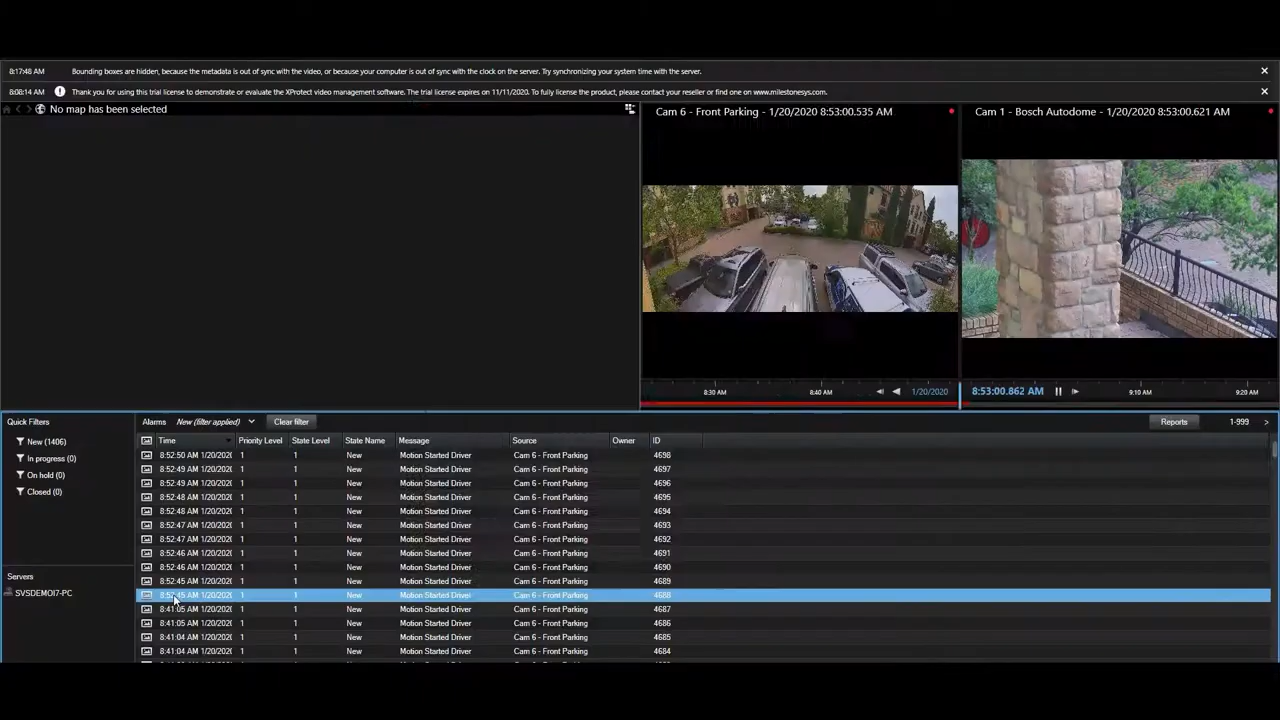 8:17:48 AM Bounding boxes are hidden, because the metadata is out of sync with the video, or because your computer is out of sync with the clock on the server. Try synchronizing your system time with the server.
8:08:14 AM Thank you for using this trial license to demonstrate or evaluate the XProtect video management software. The trial license expires on 11/11/2020. To fully license the product, please contact your reseller or find one on www.milestonesys.com.
No map has been selected
Cam 6 - Front Parking - 1/20/2020 8:53:00.535 AM
Cam 1 - Bosch Autodome - 1/20/2020 8:53:00.621 AM
8:30 AM 8:40 AM 1/20/2020 8:53:00.862 AM 9:10 AM 9:20 AM
Quick Filters
New (1406)
In progress (0)
On hold (0)
Closed (0)
Servers
SVSDEMOI7-PC
Alarms New (filter applied) Clear filter Reports 1-999
Time Priority Level State Level State Name Message Source Owner ID
8:52:50 AM 1/20/202 1 1 New Motion Started Driver Cam 6 - Front Parking 4698
8:52:49 AM 1/20/202 1 1 New Motion Started Driver Cam 6 - Front Parking 4697
8:52:49 AM 1/20/202 1 1 New Motion Started Driver Cam 6 - Front Parking 4696
8:52:48 AM 1/20/202 1 1 New Motion Started Driver Cam 6 - Front Parking 4695
8:52:48 AM 1/20/202 1 1 New Motion Started Driver Cam 6 - Front Parking 4694
8:52:47 AM 1/20/202 1 1 New Motion Started Driver Cam 6 - Front Parking 4693
8:52:47 AM 1/20/202 1 1 New Motion Started Driver Cam 6 - Front Parking 4692
8:52:46 AM 1/20/202 1 1 New Motion Started Driver Cam 6 - Front Parking 4691
8:52:46 AM 1/20/202 1 1 New Motion Started Driver Cam 6 - Front Parking 4690
8:52:45 AM 1/20/202 1 1 New Motion Started Driver Cam 6 - Front Parking 4689
8:52:45 AM 1/20/202 1 1 New Motion Started Driver Cam 6 - Front Parking 4688
8:41:05 AM 1/20/202 1 1 New Motion Started Driver Cam 6 - Front Parking 4687
8:41:05 AM 1/20/202 1 1 New Motion Started Driver Cam 6 - Front Parking 4686
8:41:04 AM 1/20/202 1 1 New Motion Started Driver Cam 6 - Front Parking 4685
8:41:04 AM 1/20/202 1 1 New Motion Started Driver Cam 6 - Front Parking 4684